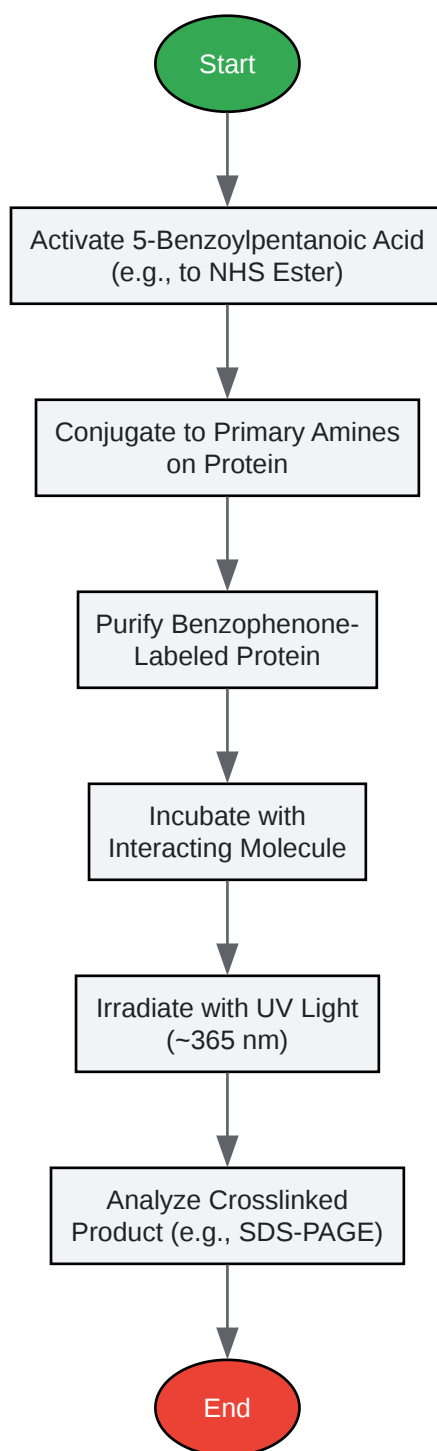 Start
Activate 5-Benzoylpentanoic Acid
(e.g., to NHS Ester)
Conjugate to Primary Amines
on Protein
Purify Benzophenone-
Labeled Protein
Incubate with
Interacting Molecule
Irradiate with UV Light
(~365 nm)
Analyze Crosslinked
Product (e.g., SDS-PAGE)
End